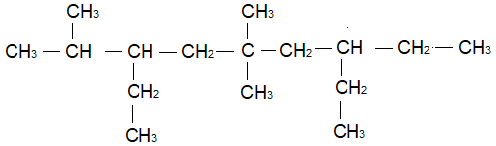 CH3 CH3
CH3 — CH — CH — CH2 — C — CH2 — CH — CH2 — CH3
CH2 CH3 CH2
CH3 CH3